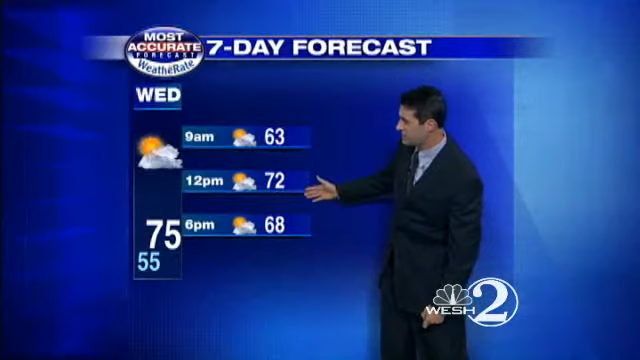 MOST
ACCURATE
FORECAST
WeatheRate
7-DAY FORECAST
WED
9am 63
12pm 72
6pm 68
75
55
WESH 2